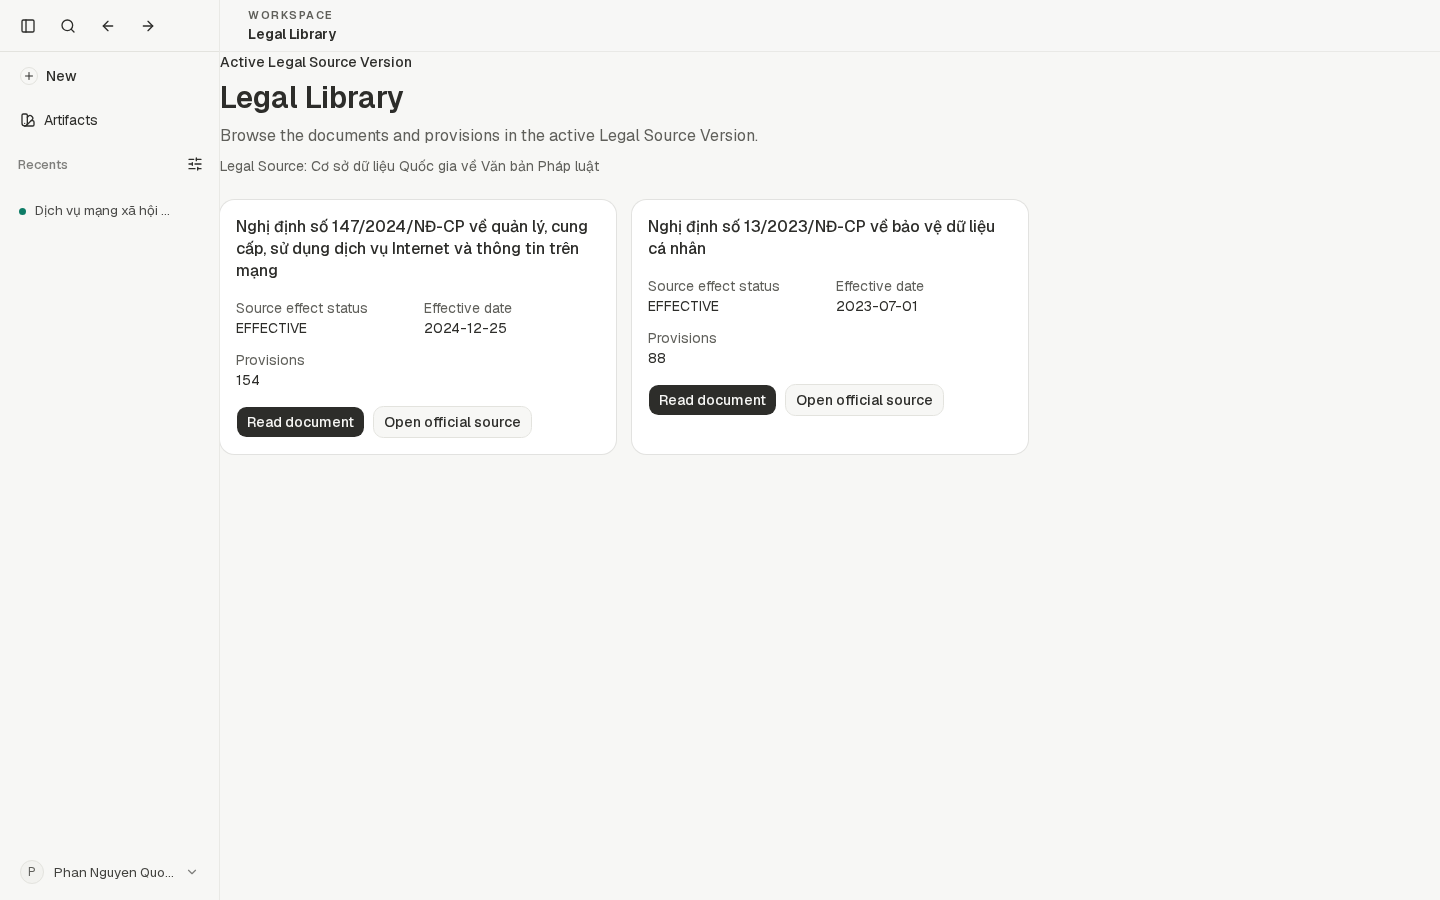 WORKSPACE
Legal Library
New
Artifacts
Recents
Dịch vụ mạng xã hội ...
Active Legal Source Version
Legal Library
Browse the documents and provisions in the active Legal Source Version.
Legal Source: Cơ sở dữ liệu Quốc gia về Văn bản Pháp luật
Nghị định số 147/2024/NĐ-CP về quản lý, cung
cấp, sử dụng dịch vụ Internet và thông tin trên
mạng
Source effect status
Effective date
EFFECTIVE
2024-12-25
Provisions
154
Read document
Open official source
Nghị định số 13/2023/NĐ-CP về bảo vệ dữ liệu
cá nhân
Source effect status
Effective date
EFFECTIVE
2023-07-01
Provisions
88
Read document
Open official source
P
Phan Nguyen Quo...